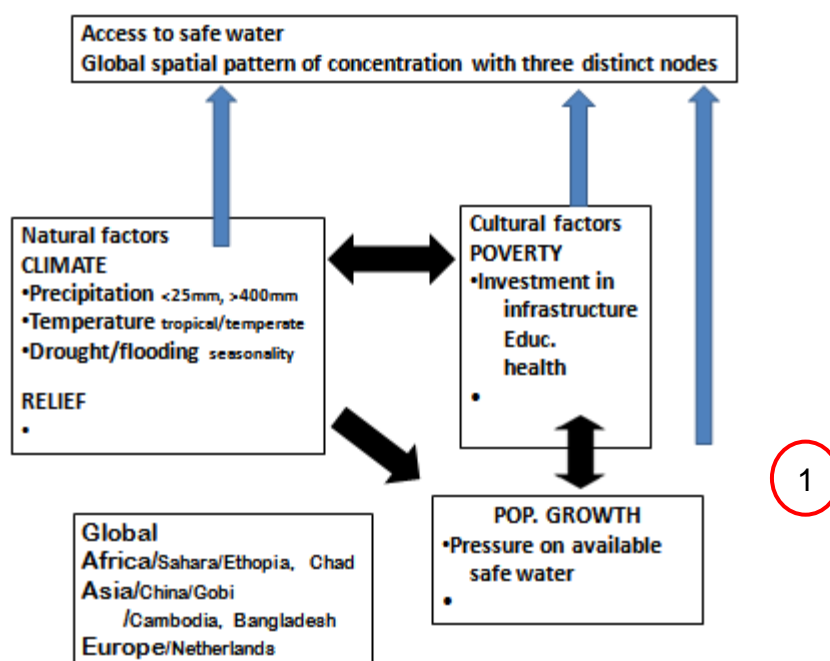 Access to safe water
Global spatial pattern of concentration with three distinct nodes
Natural factors
CLIMATE
•Precipitation <25mm, >400mm
•Temperature tropical/temperate
•Drought/flooding seasonality
RELIEF
•
Cultural factors
POVERTY
•Investment in
infrastructure
Educ.
health
•
1
POP. GROWTH
•Pressure on available
safe water
•
Global
Africa/Sahara/Ethopia, Chad
Asia/China/Gobi
/Cambodia, Bangladesh
Europe/Netherlands